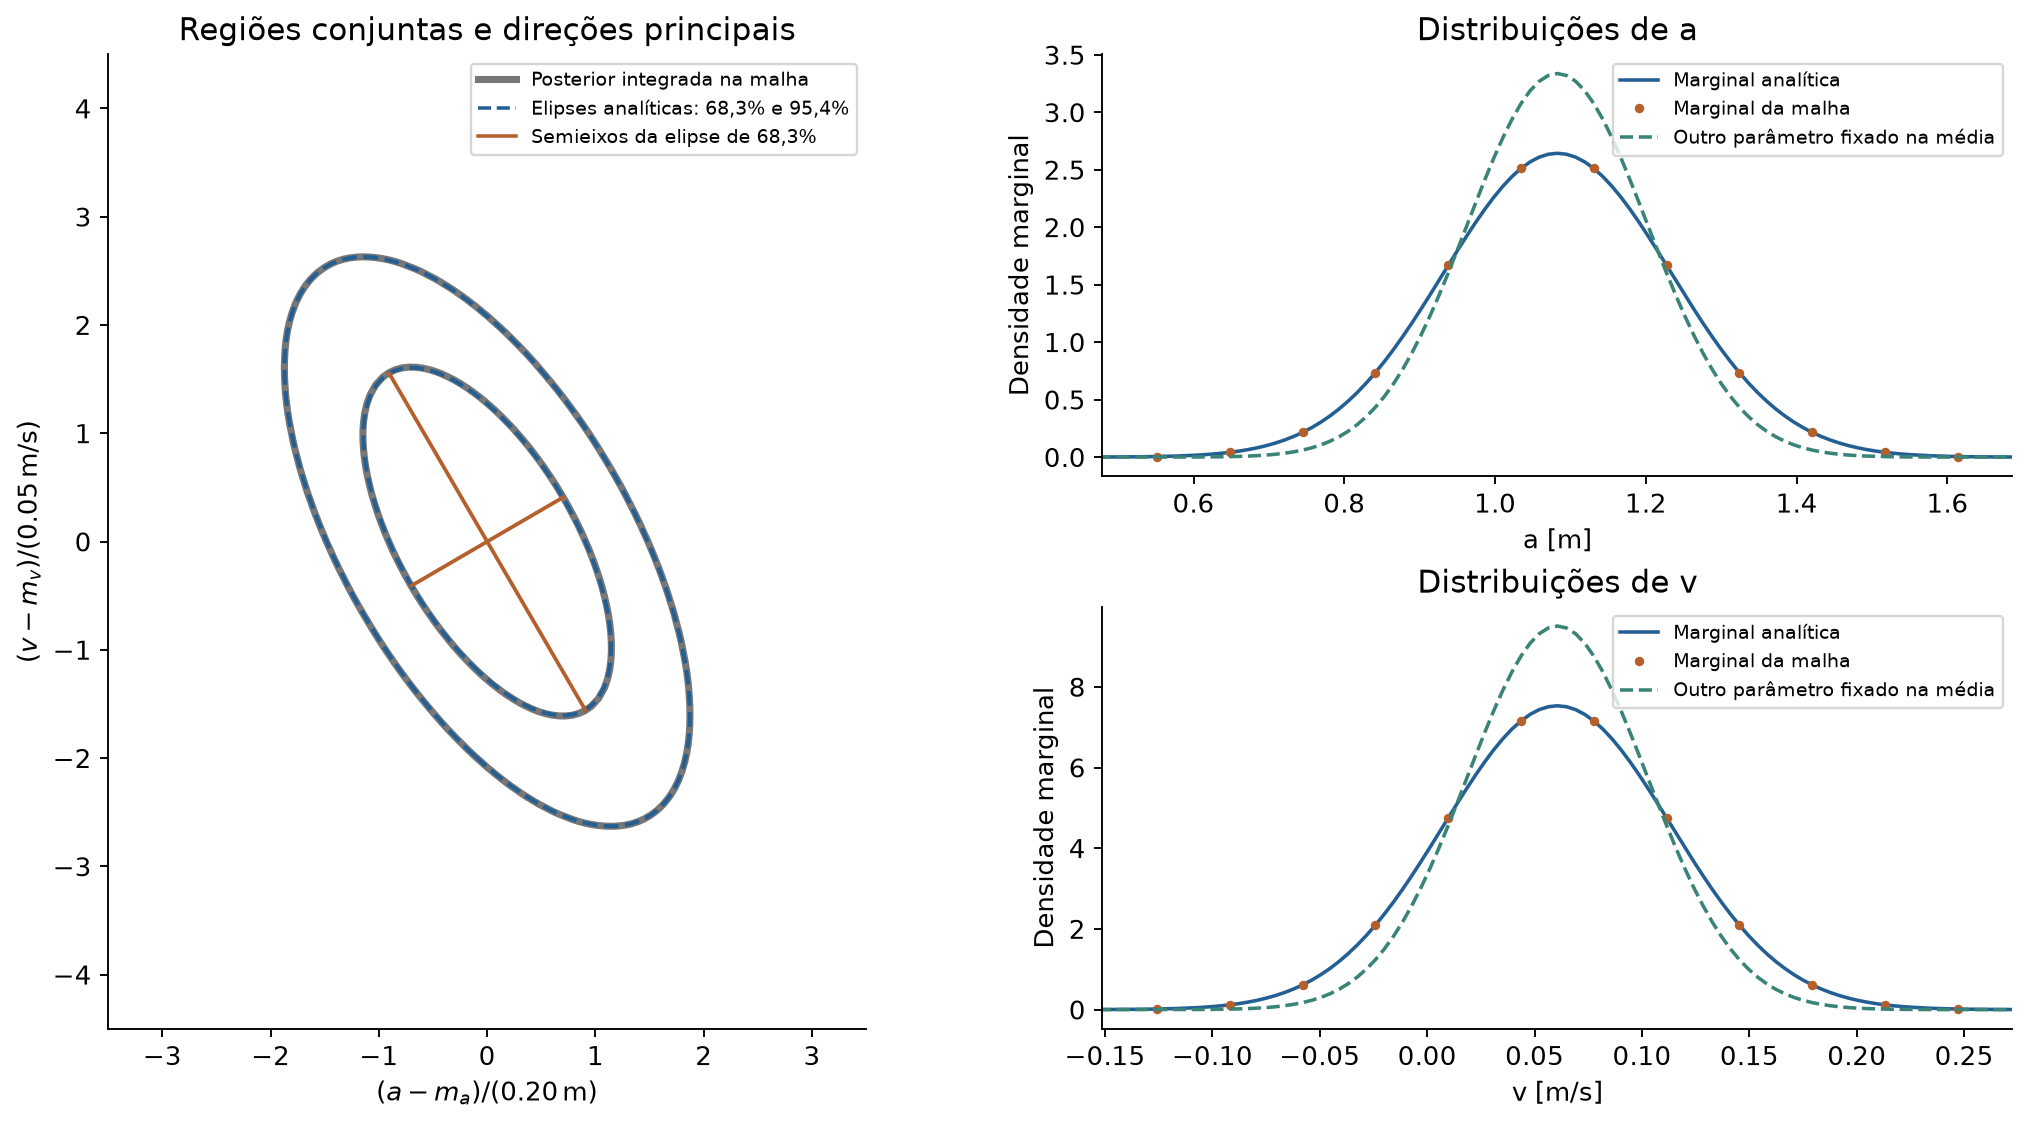 Regiões conjuntas e direções principais
Posterior integrada na malha
Elipses analíticas: 68,3% e 95,4%
Semieixos da elipse de 68,3%
(v − m_v)/(0.05 m/s)
4
3
2
1
0
−1
−2
−3
−4
−3 −2 −1 0 1 2 3
(a − m_a)/(0.20 m)
Distribuições de a
Marginal analítica
Marginal da malha
Outro parâmetro fixado na média
Densidade marginal
3.5
3.0
2.5
2.0
1.5
1.0
0.5
0.0
0.6 0.8 1.0 1.2 1.4 1.6
a [m]
Distribuições de v
Marginal analítica
Marginal da malha
Outro parâmetro fixado na média
Densidade marginal
8
6
4
2
0
−0.15 −0.10 −0.05 0.00 0.05 0.10 0.15 0.20 0.25
v [m/s]